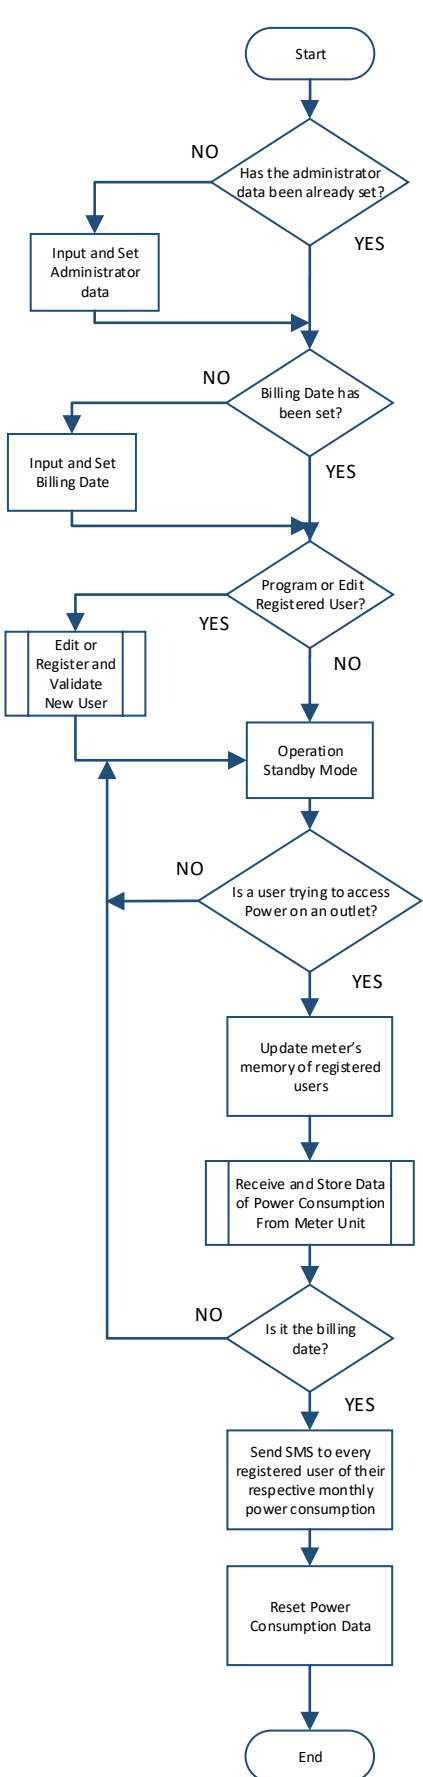 Start
NO
Has the administrator
data been already set?
YES
Input and Set
Administrator
data
NO
Billing Date has
been set?
YES
Input and Set
Billing Date
Program or Edit
Registered User?
YES
NO
Edit or
Register and
Validate
New User
Operation
Standby Mode
NO
Is a user trying to access
Power on an outlet?
YES
Update meter's
memory of registered
users
Receive and Store Data
of Power Consumption
From Meter Unit
NO
Is it the billing
date?
YES
Send SMS to every
registered user of their
respective monthly
power consumption
Reset Power
Consumption Data
End